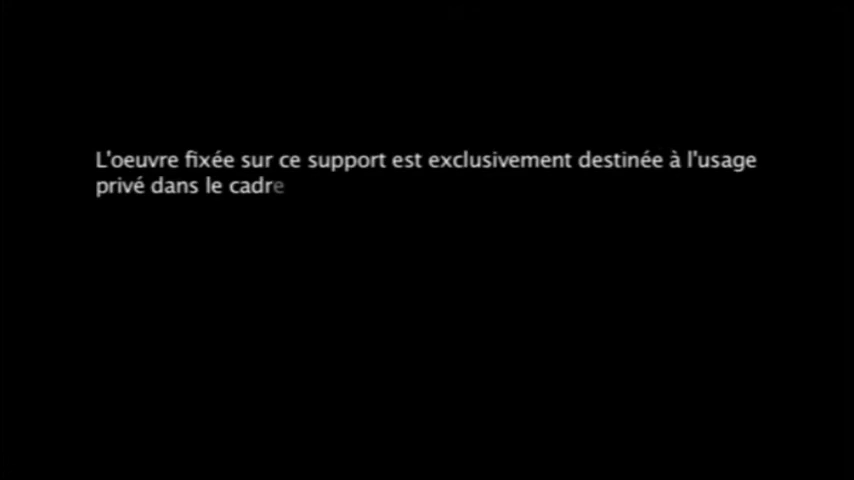 L'oeuvre fixée sur ce support est exclusivement destinée à l'usage
privé dans le cadre